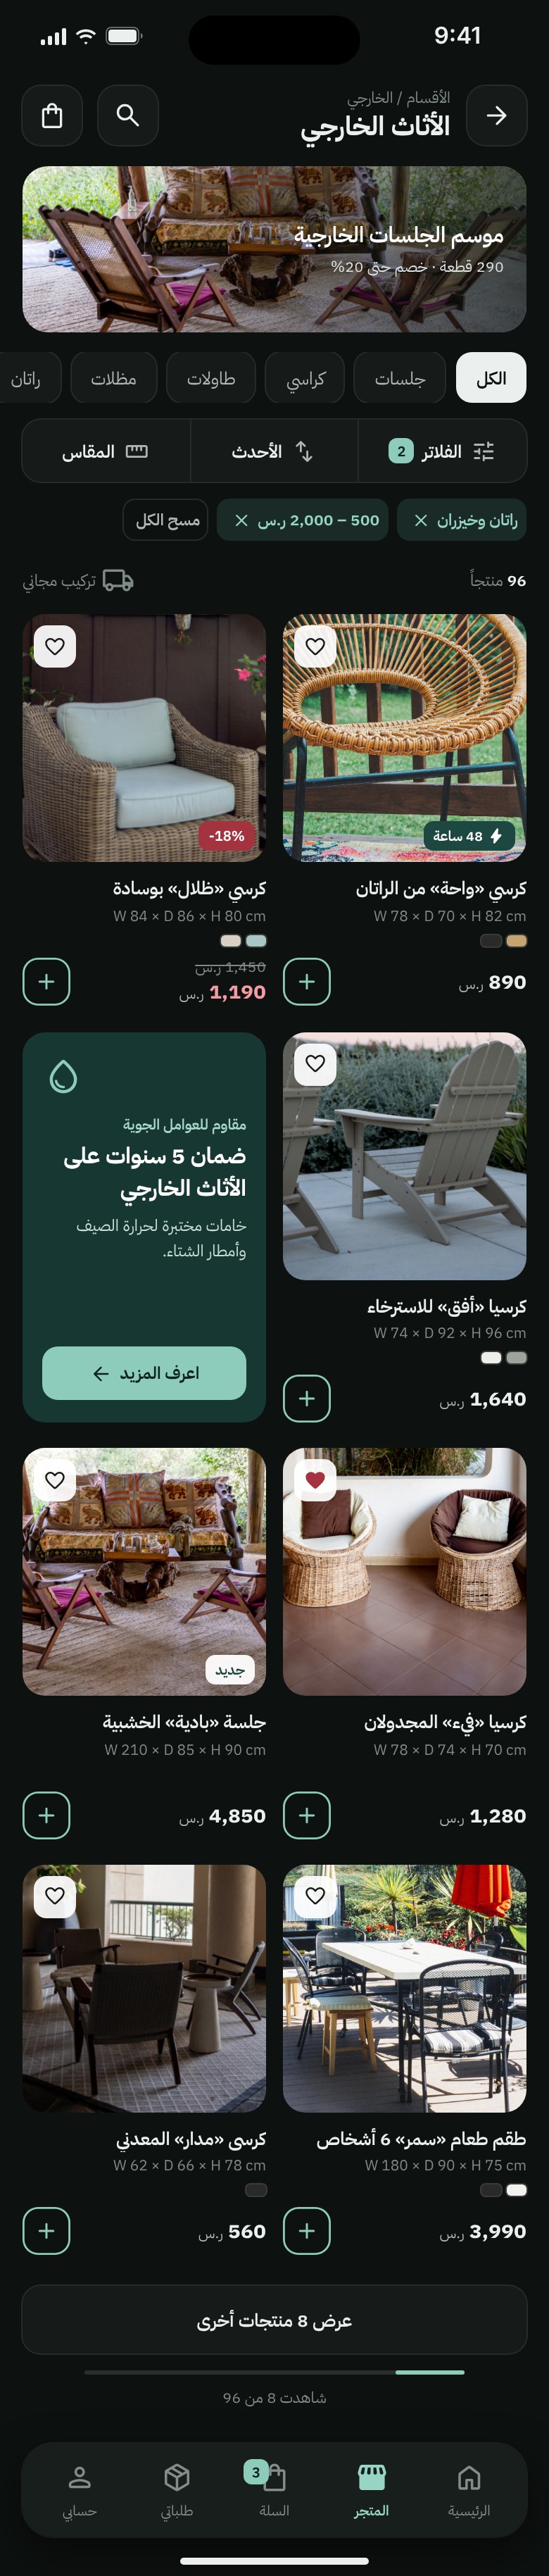 9:41
الأقسام / الخارجي
الأثاث الخارجي
موسم الجلسات الخارجية
290 قطعة · خصم حتى 20%
الكل
جلسات
كراسي
طاولات
مظلات
راتان
الفلاتر 2
الأحدث
المقاس
راتان وخيزران
500 – 2,000 ر.س
مسح الكل
96 منتجاً
تركيب مجاني
48 ساعة
كرسي «واحة» من الراتان
W 78 × D 70 × H 82 cm
890 ر.س
-18%
كرسي «ظلال» بوسادة
W 84 × D 86 × H 80 cm
1,450 ر.س
1,190 ر.س
كرسيا «أفق» للاسترخاء
W 74 × D 92 × H 96 cm
1,640 ر.س
مقاوم للعوامل الجوية
ضمان 5 سنوات على
الأثاث الخارجي
خامات مختبرة لحرارة الصيف
وأمطار الشتاء.
اعرف المزيد
كرسيا «فيء» المجدولان
W 78 × D 74 × H 70 cm
1,280 ر.س
جديد
جلسة «بادية» الخشبية
W 210 × D 85 × H 90 cm
4,850 ر.س
طقم طعام «سمر» 6 أشخاص
W 180 × D 90 × H 75 cm
3,990 ر.س
كرسي «مدار» المعدني
W 62 × D 66 × H 78 cm
560 ر.س
عرض 8 منتجات أخرى
شاهدت 8 من 96
الرئيسية
المتجر
3
السلة
طلباتي
حسابي